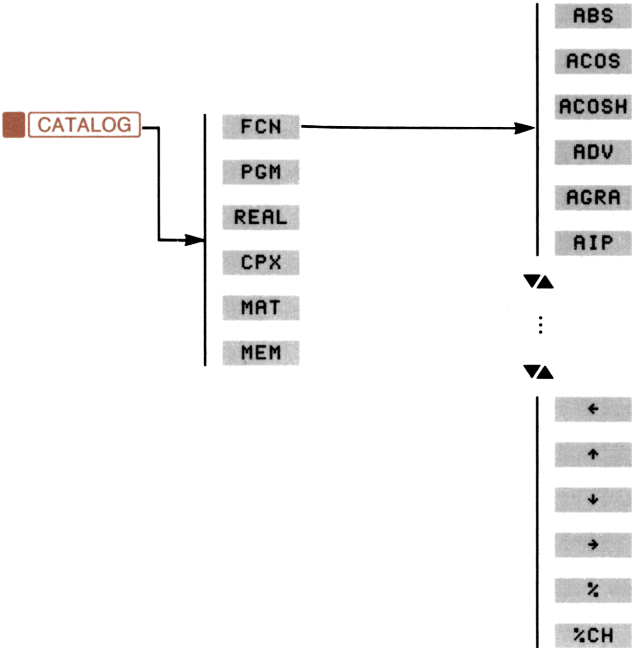 CATALOG
FCN
PGM
REAL
CPX
MAT
MEM
ABS
ACOS
ACOSH
ADV
AGRA
AIP
▼▲
⋮
▼▲
←
↑
↓
→
%
%CH